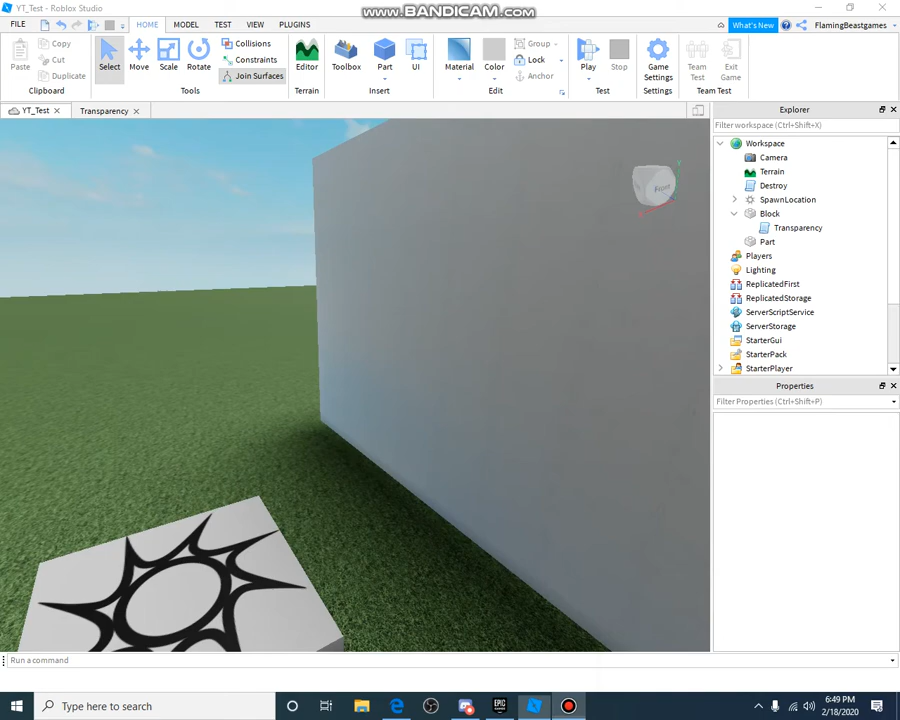 YT_Test - Roblox Studio
www.BANDICAM.com
FILE HOME MODEL TEST VIEW PLUGINS
What's New FlamingBeastgames
Paste Copy Cut Duplicate
Clipboard
Select Move Scale Rotate
Collisions
Constraints
Join Surfaces
Tools
Editor
Terrain
Toolbox Part UI
Insert
Material Color
Group
Lock
Anchor
Edit
Play Stop
Test
Game Settings
Settings
Team Test
Exit Game
Team Test
YT_Test Transparency
Explorer
Filter workspace (Ctrl+Shift+X)
Workspace
Camera
Terrain
Destroy
SpawnLocation
Block
Transparency
Part
Players
Lighting
ReplicatedFirst
ReplicatedStorage
ServerScriptService
ServerStorage
StarterGui
StarterPack
StarterPlayer
Properties
Filter Properties (Ctrl+Shift+P)
Front
Y
Run a command
Type here to search
EPIC GAMES
6:49 PM
2/18/2020